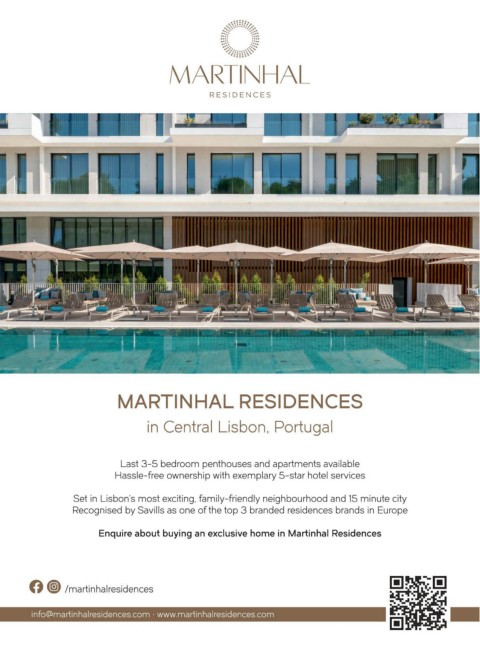 MARTINHAL
RESIDENCES
MARTINHAL RESIDENCES
in Central Lisbon, Portugal
Last 3-5 bedroom penthouses and apartments available
Hassle-free ownership with exemplary 5-star hotel services
Set in Lisbon's most exciting, family-friendly neighbourhood and 15 minute city
Recognised by Savills as one of the top 3 branded residences brands in Europe
Enquire about buying an exclusive home in Martinhal Residences
/martinhalresidences
info@martinhalresidences.com · www.martinhalresidences.com